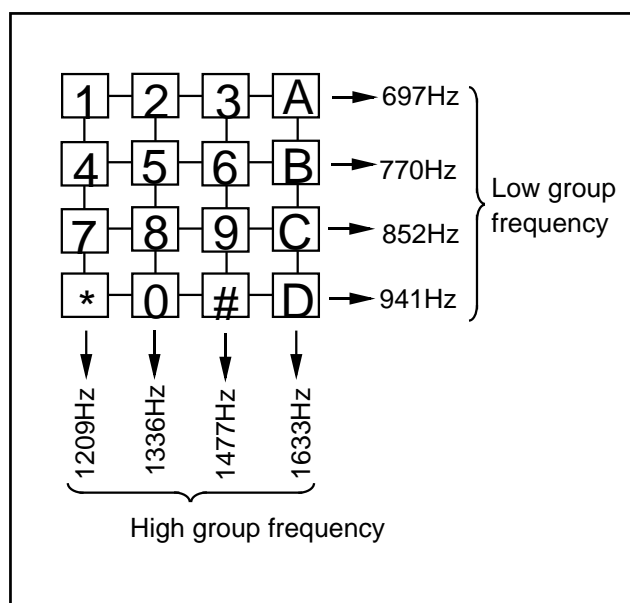 1 2 3 A 697Hz
4 5 6 B 770Hz
7 8 9 C 852Hz
* 0 # D 941Hz
Low group
frequency
1209Hz 1336Hz 1477Hz 1633Hz
High group frequency